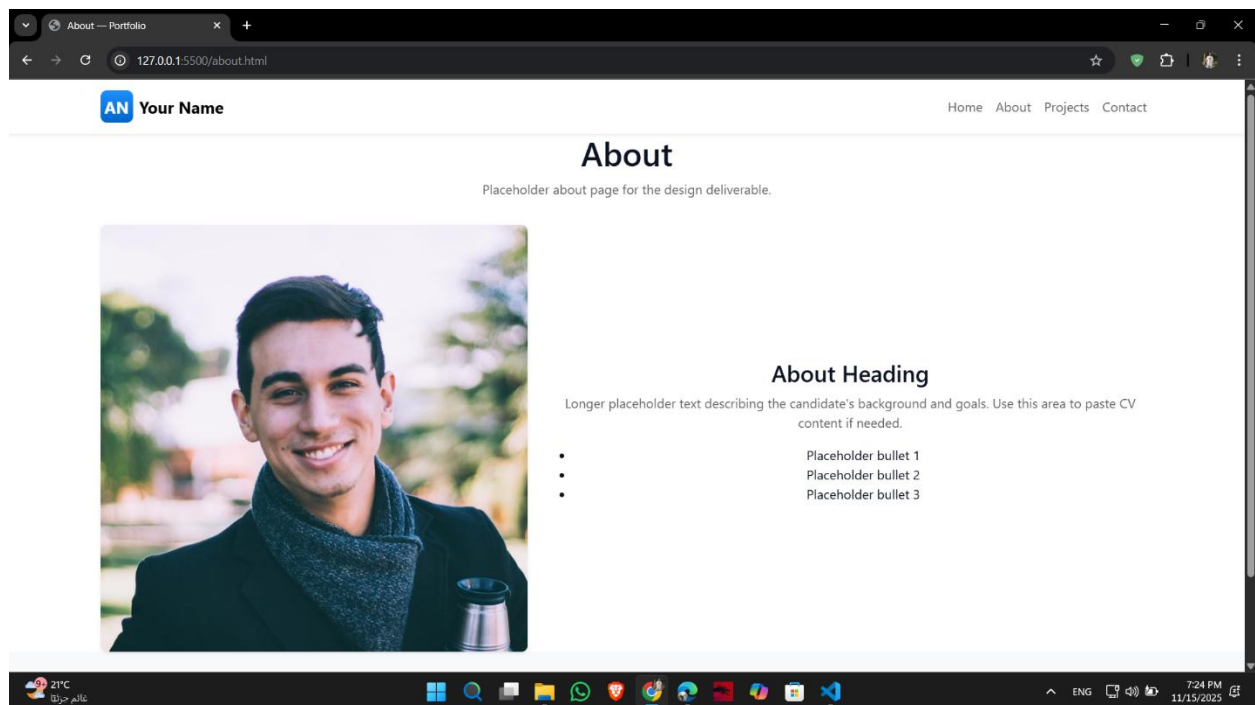 About — Portfolio
127.0.0.1:5500/about.html
AN Your Name
Home About Projects Contact
About
Placeholder about page for the design deliverable.
About Heading
Longer placeholder text describing the candidate's background and goals. Use this area to paste CV
content if needed.
• Placeholder bullet 1
• Placeholder bullet 2
• Placeholder bullet 3
9+
21°C
غائم جزئيًا
ENG
7:24 PM
11/15/2025